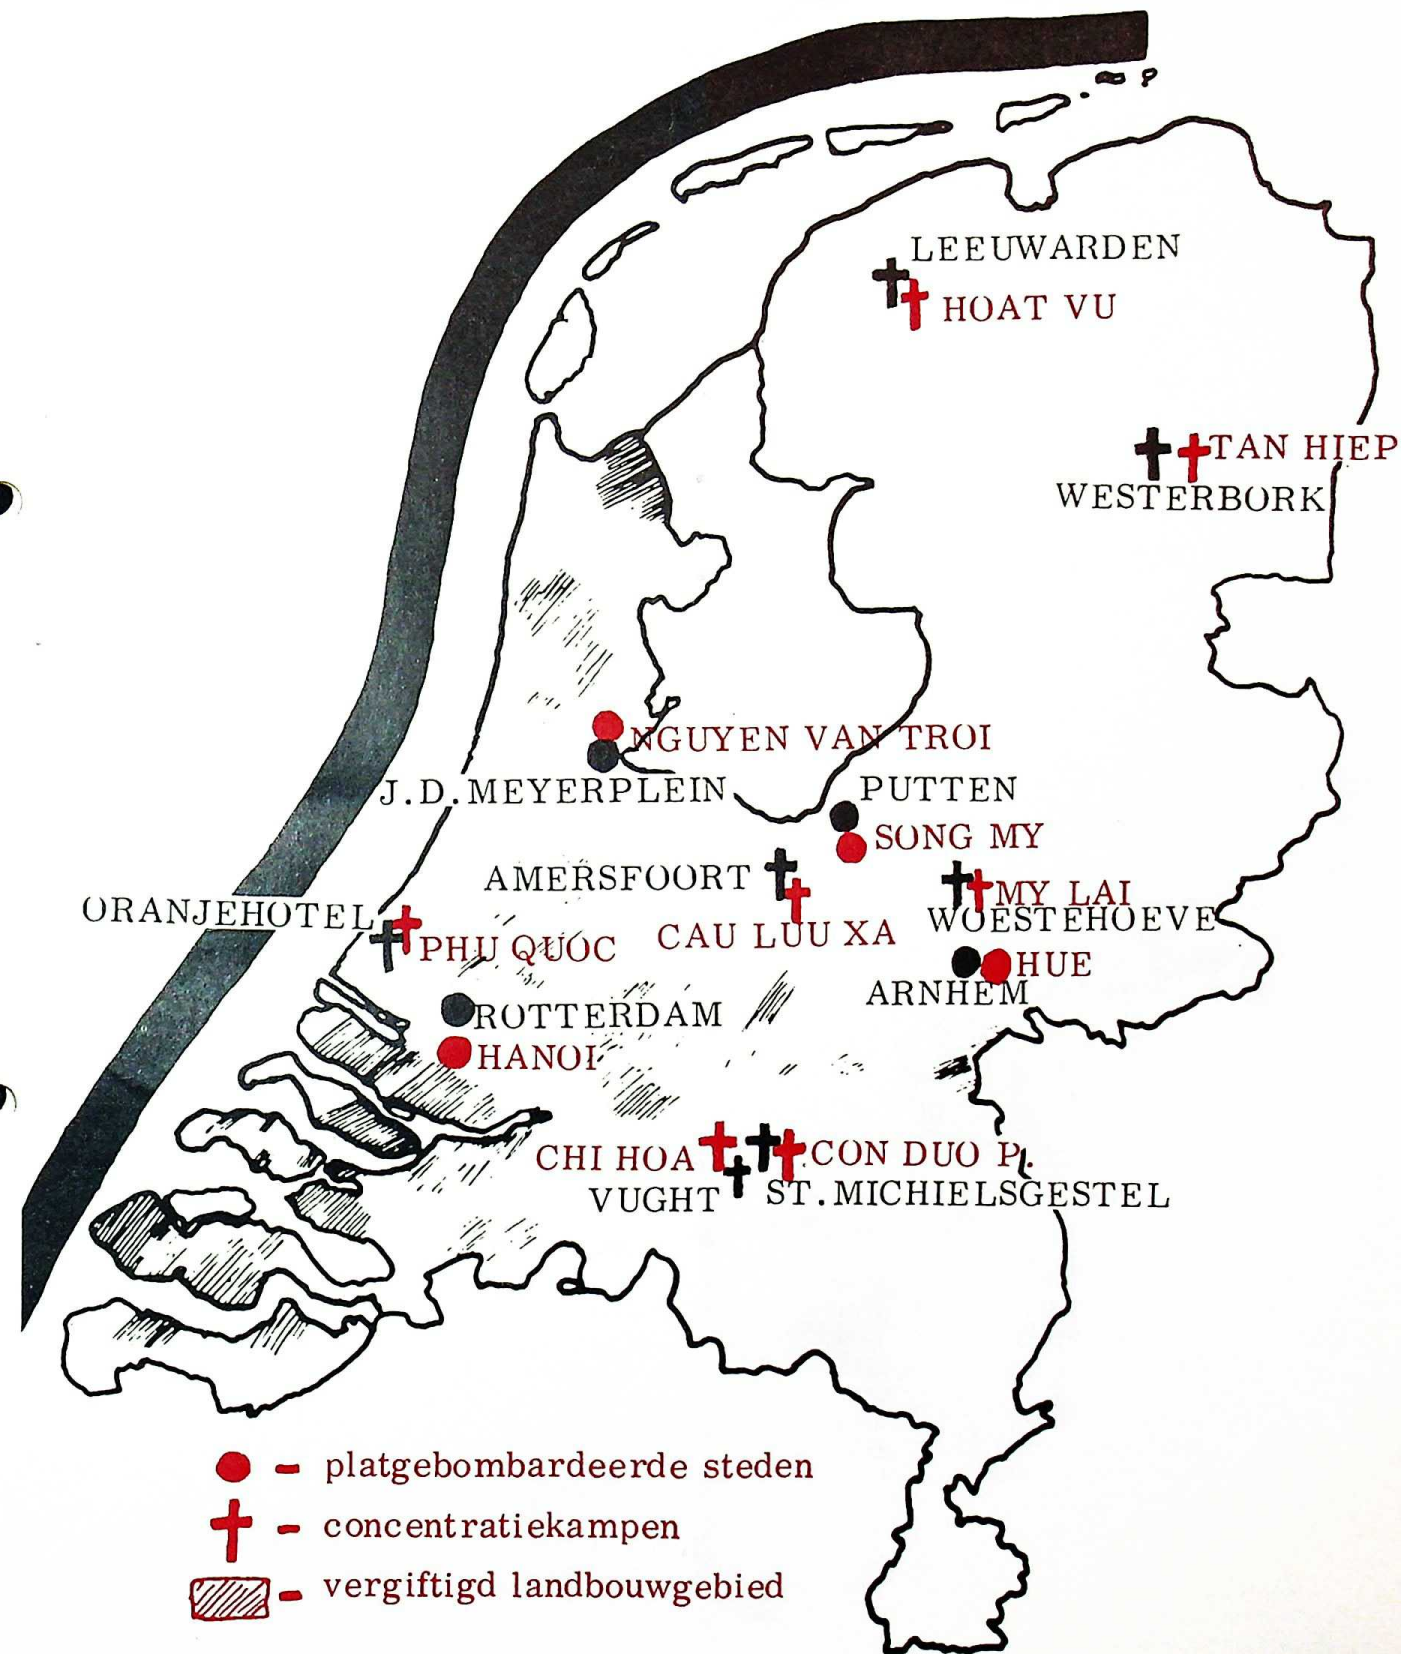 LEEUWARDEN
HOAT VU
TAN HIEP
WESTERBORK
NGUYEN VAN TROI
J.D.MEYERPLEIN
PUTTEN
SONG MY
AMERSFOORT
MY LAI
ORANJEHOTEL
WOESTEHOEVE
PHU QUOC
CAU LUU XA
HUE
ARNHEM
ROTTERDAM
HANOI
CHI HOA
CON DUO P.
VUGHT
ST.MICHIELSGESTEL
- platgebombardeerde steden
- concentratiekampen
- vergiftigd landbouwgebied